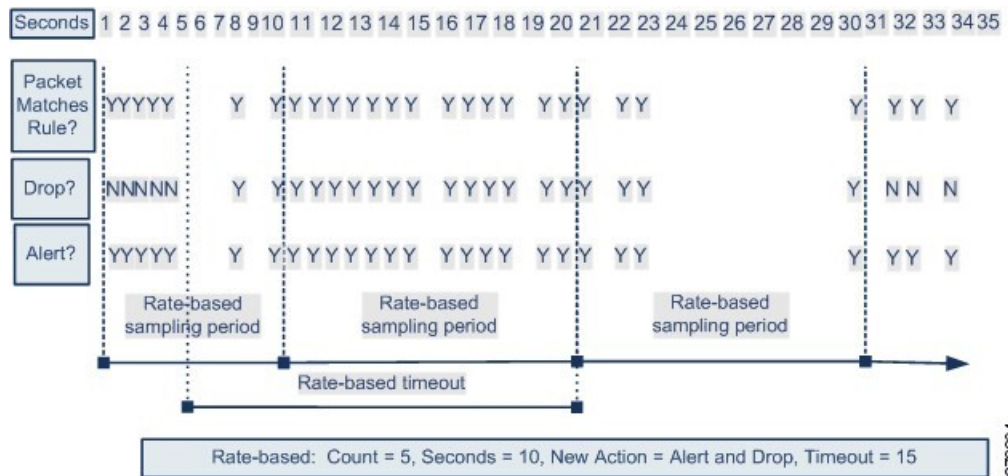 Seconds 1 2 3 4 5 6 7 8 9 10 11 12 13 14 15 16 17 18 19 20 21 22 23 24 25 26 27 28 29 30 31 32 33 34 35
Packet
Matches
Rule?
YYYYY Y Y Y Y Y Y Y Y Y Y Y Y Y Y Y Y Y Y Y Y Y Y
Drop?
NNNNN Y Y Y Y Y Y Y Y Y Y Y Y Y Y Y Y Y Y Y N N N
Alert?
YYYYY Y Y Y Y Y Y Y Y Y Y Y Y Y Y Y Y Y Y Y Y Y Y
Rate-based
sampling period
Rate-based
sampling period
Rate-based
sampling period
Rate-based timeout
Rate-based: Count = 5, Seconds = 10, New Action = Alert and Drop, Timeout = 15